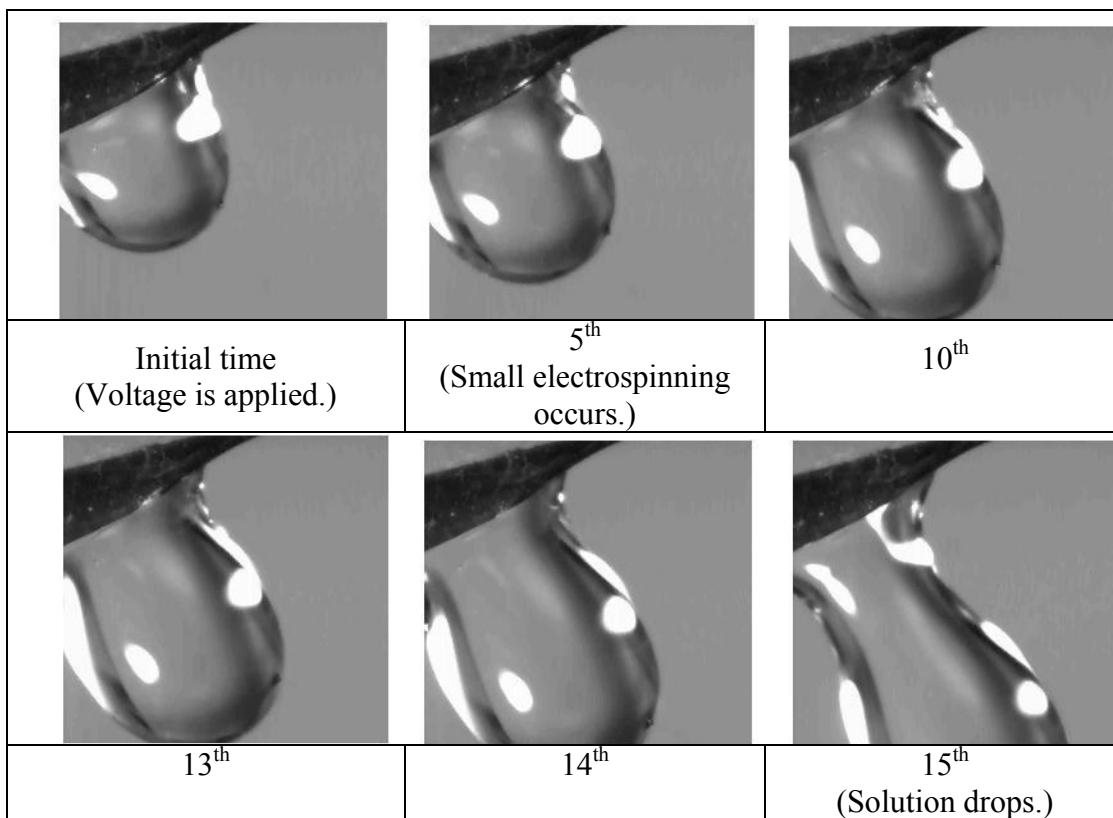 Initial time
(Voltage is applied.)
5th
(Small electrospinning
occurs.)
10th
13th
14th
15th
(Solution drops.)